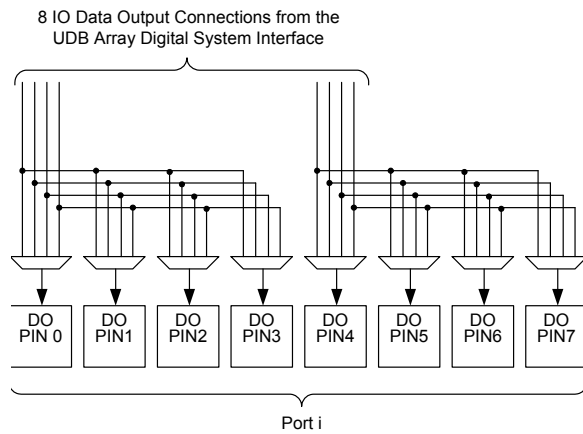 8 IO Data Output Connections from the
UDB Array Digital System Interface
DO
PIN 0
DO
PIN1
DO
PIN2
DO
PIN3
DO
PIN4
DO
PIN5
DO
PIN6
DO
PIN7
Port i